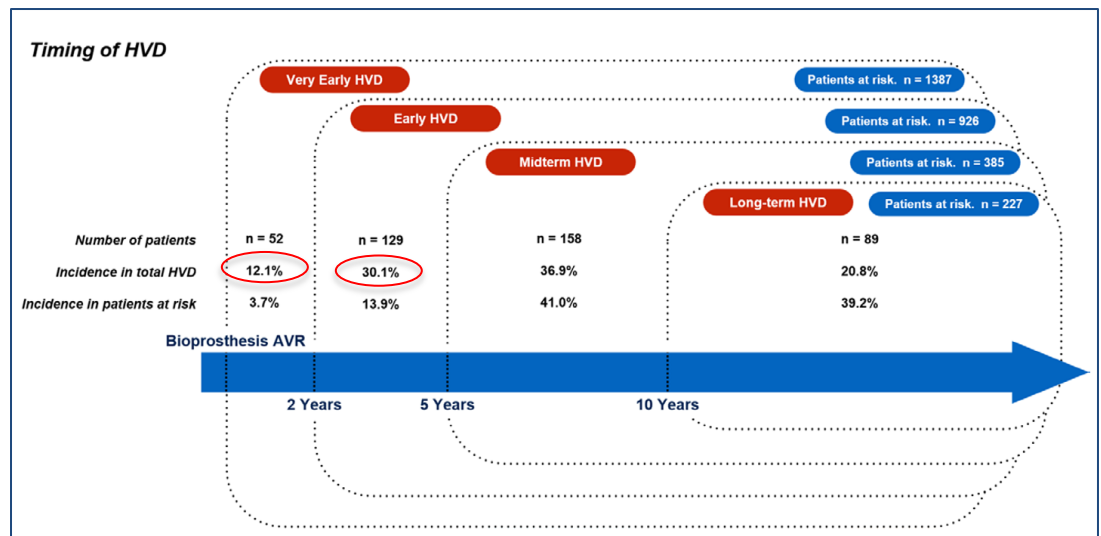 Timing of HVD
Very Early HVD
Patients at risk. n = 1387
Early HVD
Patients at risk. n = 926
Midterm HVD
Patients at risk. n = 385
Long-term HVD
Patients at risk. n = 227
Number of patients n = 52 n = 129 n = 158 n = 89
Incidence in total HVD 12.1% 30.1% 36.9% 20.8%
Incidence in patients at risk 3.7% 13.9% 41.0% 39.2%
Bioprosthesis AVR
2 Years 5 Years 10 Years